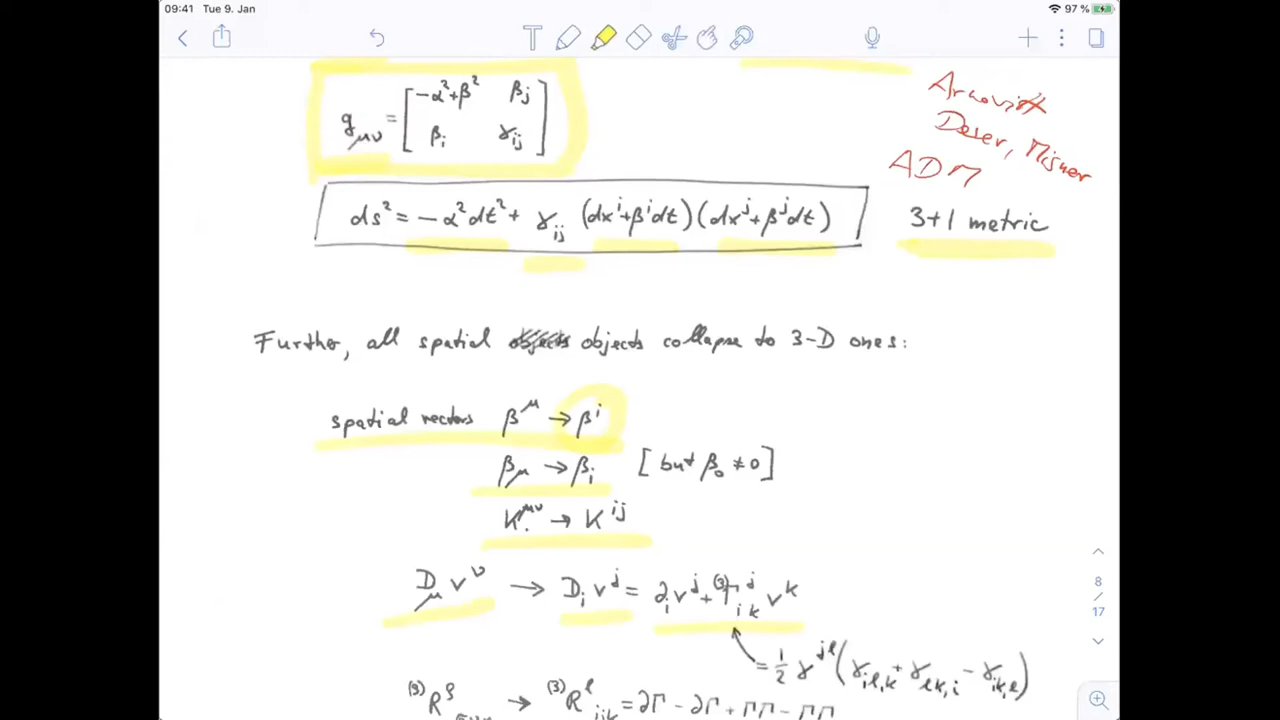 09:41 Tue 9. Jan
97 %
T
g_μν = [ -α²+β² β_j
β_i γ_ij ]
Arnowitt
Deser, Misner
ADM
ds² = -α²dt² + γ_ij (dx^i+β^i dt)(dx^j+β^j dt)
3+1 metric
Further, all spatial objects collapse to 3-D ones:
spatial vectors β^μ → β^i
β_μ → β_i [but β_0 ≠ 0]
K^μν → K^ij
D_μ v^ν → D_i v^j = ∂_i v^j + ⁽³⁾Γ^j_ik v^k
= 1/2 γ^jl (γ_il,k + γ_lk,i - γ_ik,l)
8
/
17
→ ⁽³⁾R^l_ijk = ∂Γ - ∂Γ + ΓΓ - ΓΓ